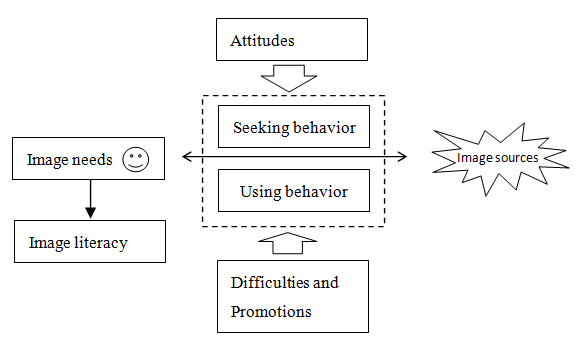 Attitudes
Seeking behavior
Image needs
Image sources
Using behavior
Image literacy
Difficulties and
Promotions